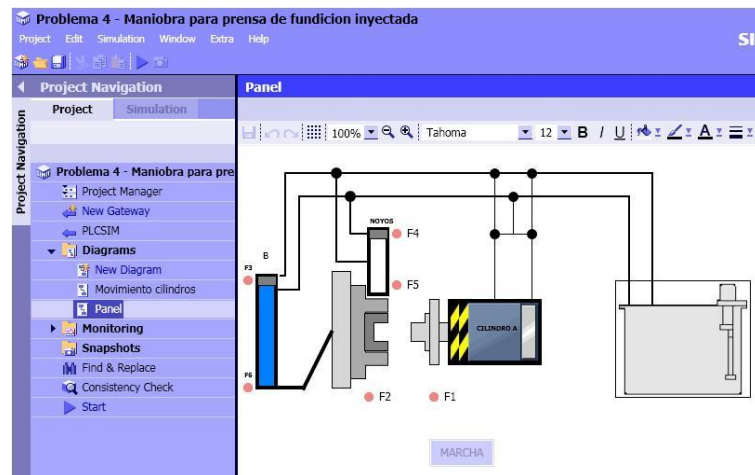 Problema 4 - Maniobra para prensa de fundicion inyectada
Project Edit Simulation Window Extra Help
SI
Project Navigation
Panel
Project Simulation
Project Navigation
100% Tahoma 12 B I U A
Problema 4 - Maniobra para pre
Project Manager
New Gateway
PLCSIM
Diagrams
New Diagram
Movimiento cilindros
Panel
Monitoring
Snapshots
Find & Replace
Consistency Check
Start
NOYOS
F4
B
F3
F5
CILINDRO A
F6
F2
F1
MARCHA